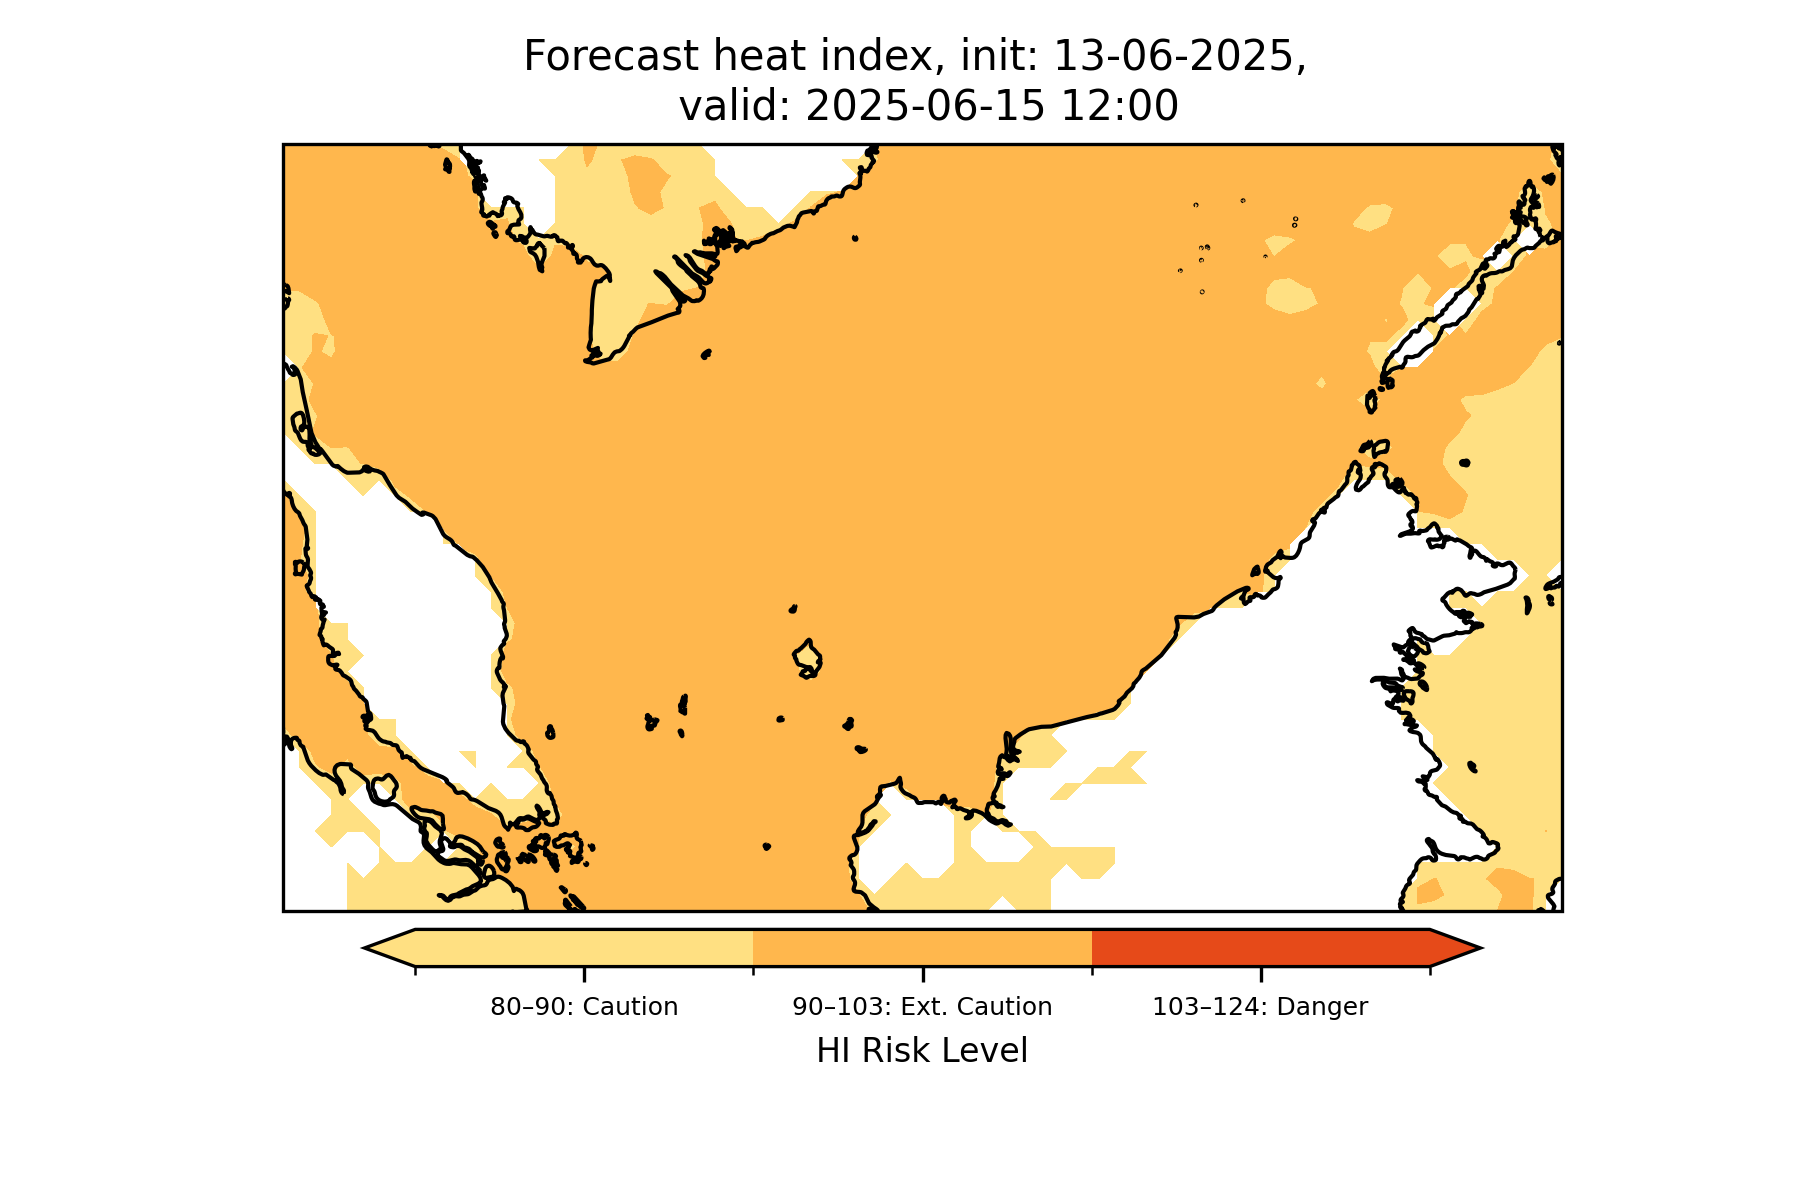 Forecast heat index, init: 13-06-2025,
valid: 2025-06-15 12:00
80–90: Caution
90–103: Ext. Caution
103–124: Danger
HI Risk Level